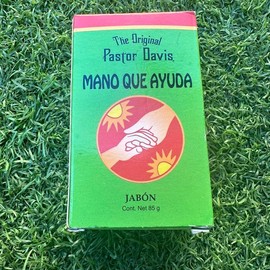 The Original
Pastor Davis
MANO QUE AYUDA
JABÓN
Cont. Net 85 g